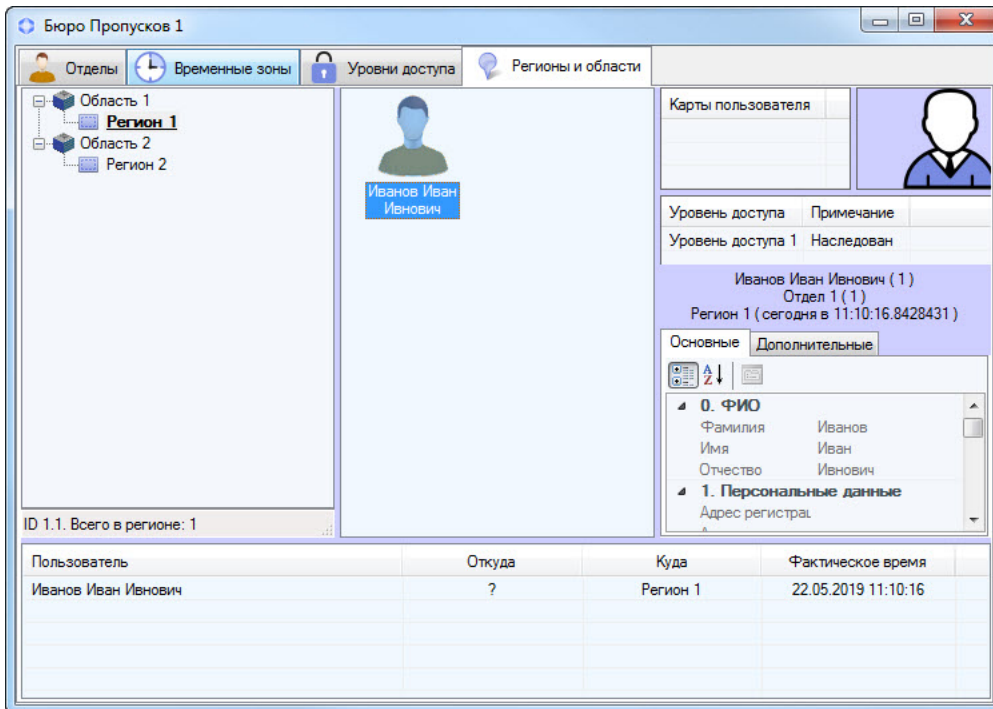 Бюро Пропусков 1
Отделы Временные зоны Уровни доступа Регионы и области
Область 1
Регион 1
Область 2
Регион 2
ID 1.1. Всего в регионе: 1
Иванов Иван
Ивнович
Карты пользователя
Уровень доступа Примечание
Уровень доступа 1 Наследован
Иванов Иван Ивнович ( 1 )
Отдел 1 ( 1 )
Регион 1 ( сегодня в 11:10:16.8428431 )
Основные Дополнительные
0. ФИО
Фамилия Иванов
Имя Иван
Отчество Ивнович
1. Персональные данные
Адрес регистрац
Пользователь Откуда Куда Фактическое время
Иванов Иван Ивнович ? Регион 1 22.05.2019 11:10:16